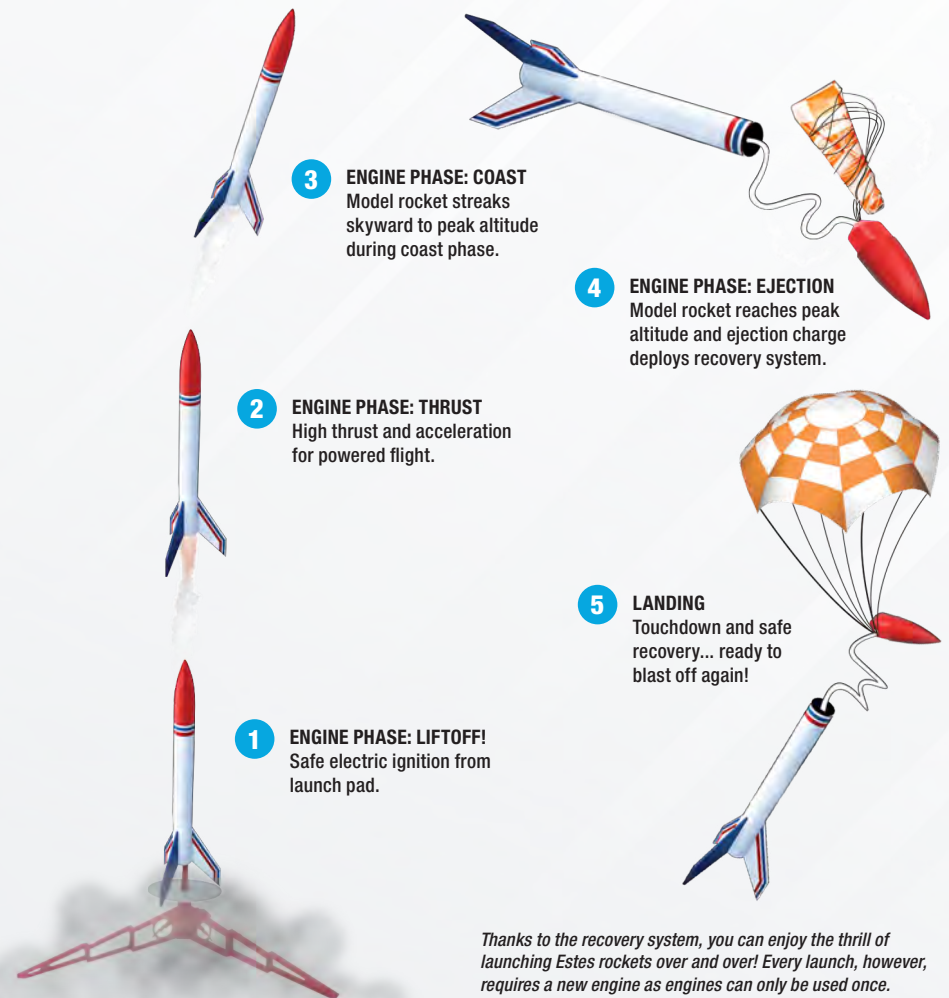 1
ENGINE PHASE: LIFTOFF!
Safe electric ignition from
launch pad.
2
ENGINE PHASE: THRUST
High thrust and acceleration
for powered flight.
3
ENGINE PHASE: COAST
Model rocket streaks
skyward to peak altitude
during coast phase.
4
ENGINE PHASE: EJECTION
Model rocket reaches peak
altitude and ejection charge
deploys recovery system.
5
LANDING
Touchdown and safe
recovery... ready to
blast off again!
Thanks to the recovery system, you can enjoy the thrill of
launching Estes rockets over and over! Every launch, however,
requires a new engine as engines can only be used once.